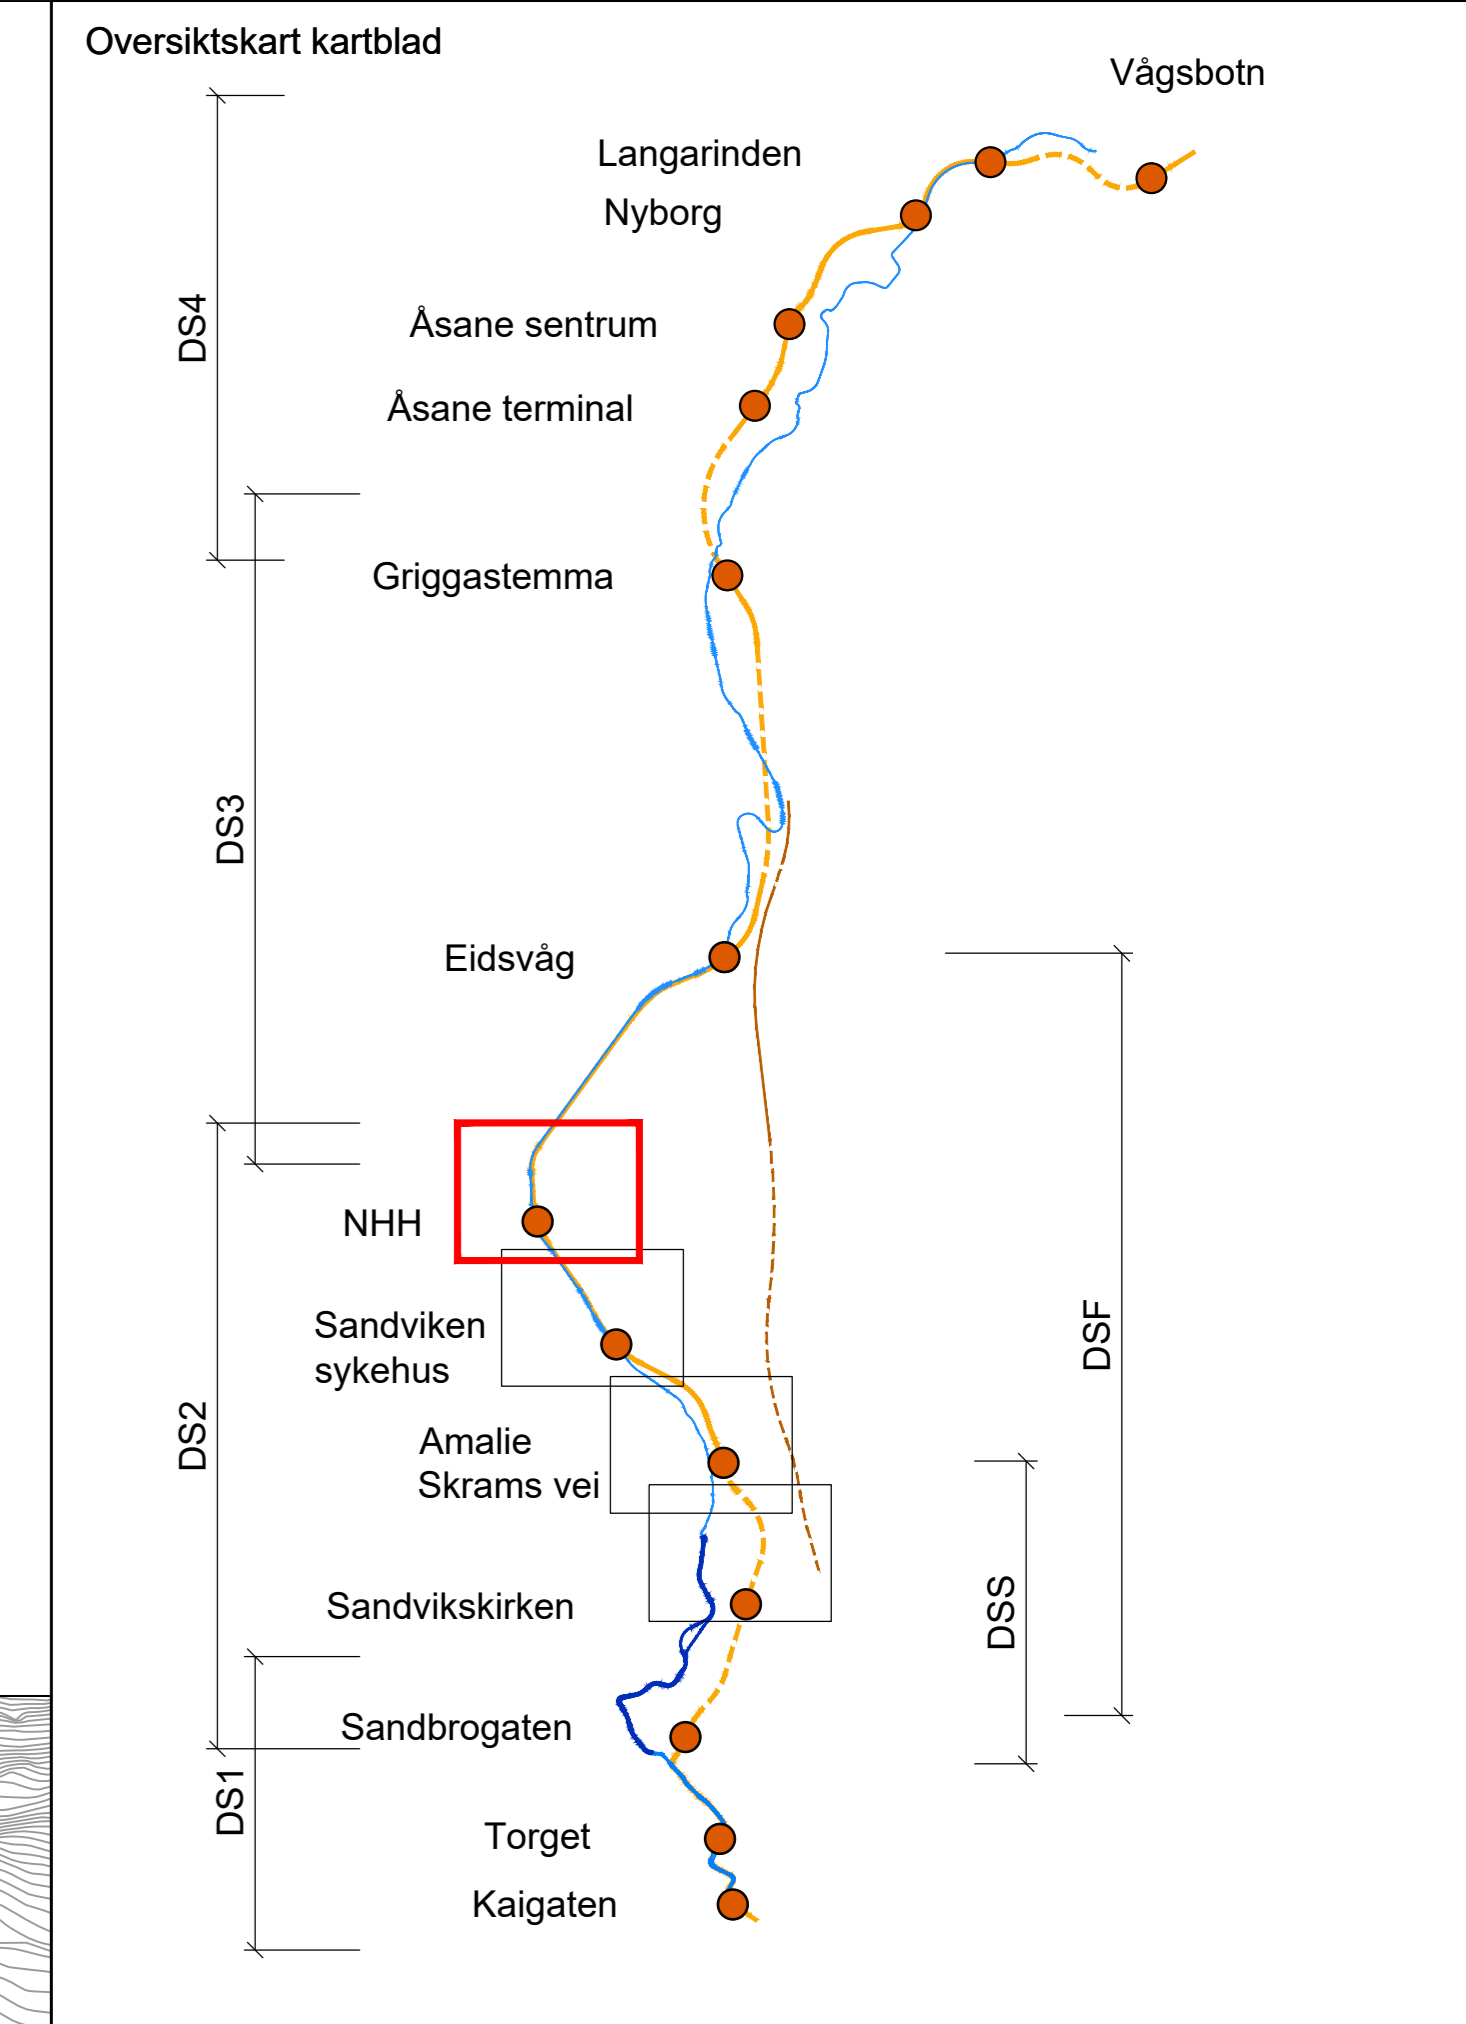 Oversiktskart kartblad
Vågsbotn
Langarinden
Nyborg
DS4
Åsane sentrum
Åsane terminal
Griggastemma
DS3
Eidsvåg
NHH
Sandviken
sykehus
DSF
DS2
Amalie
Skrams vei
Sandvikskirken
DSS
Sandbrogaten
DS1
Torget
Kaigaten